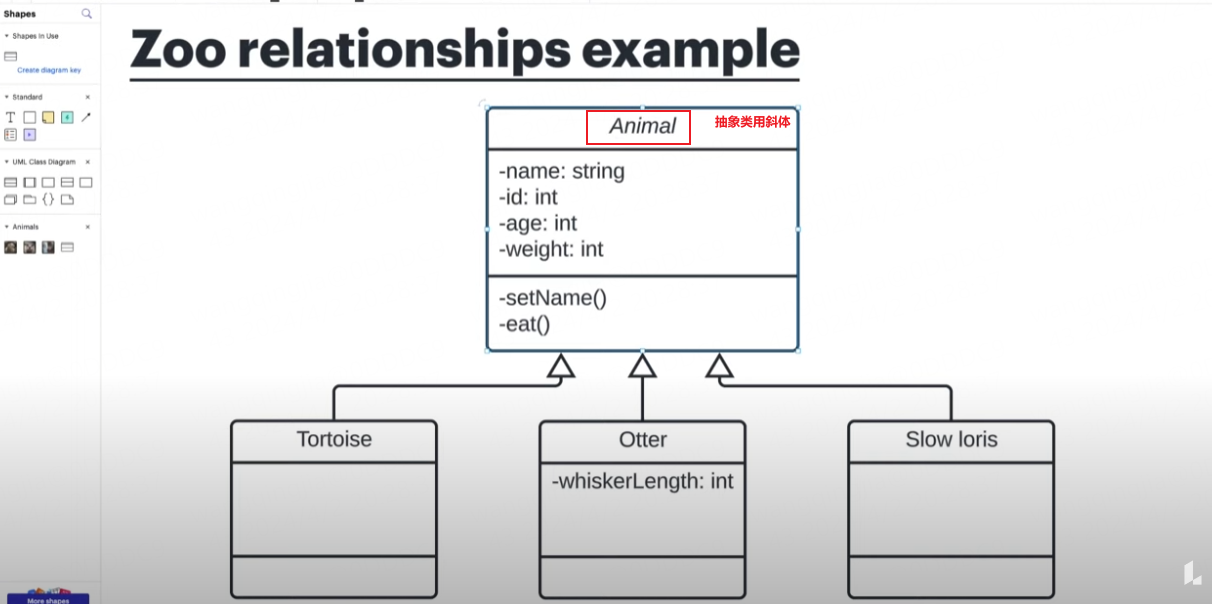 Shapes
Shapes in Use
Create diagram key
Standard
T
UML Class Diagram
{}
Animals
More shapes
Zoo relationships example
Animal
抽象类用斜体
-name: string
-id: int
-age: int
-weight: int
-setName()
-eat()
Tortoise
Otter
Slow loris
-whiskerLength: int